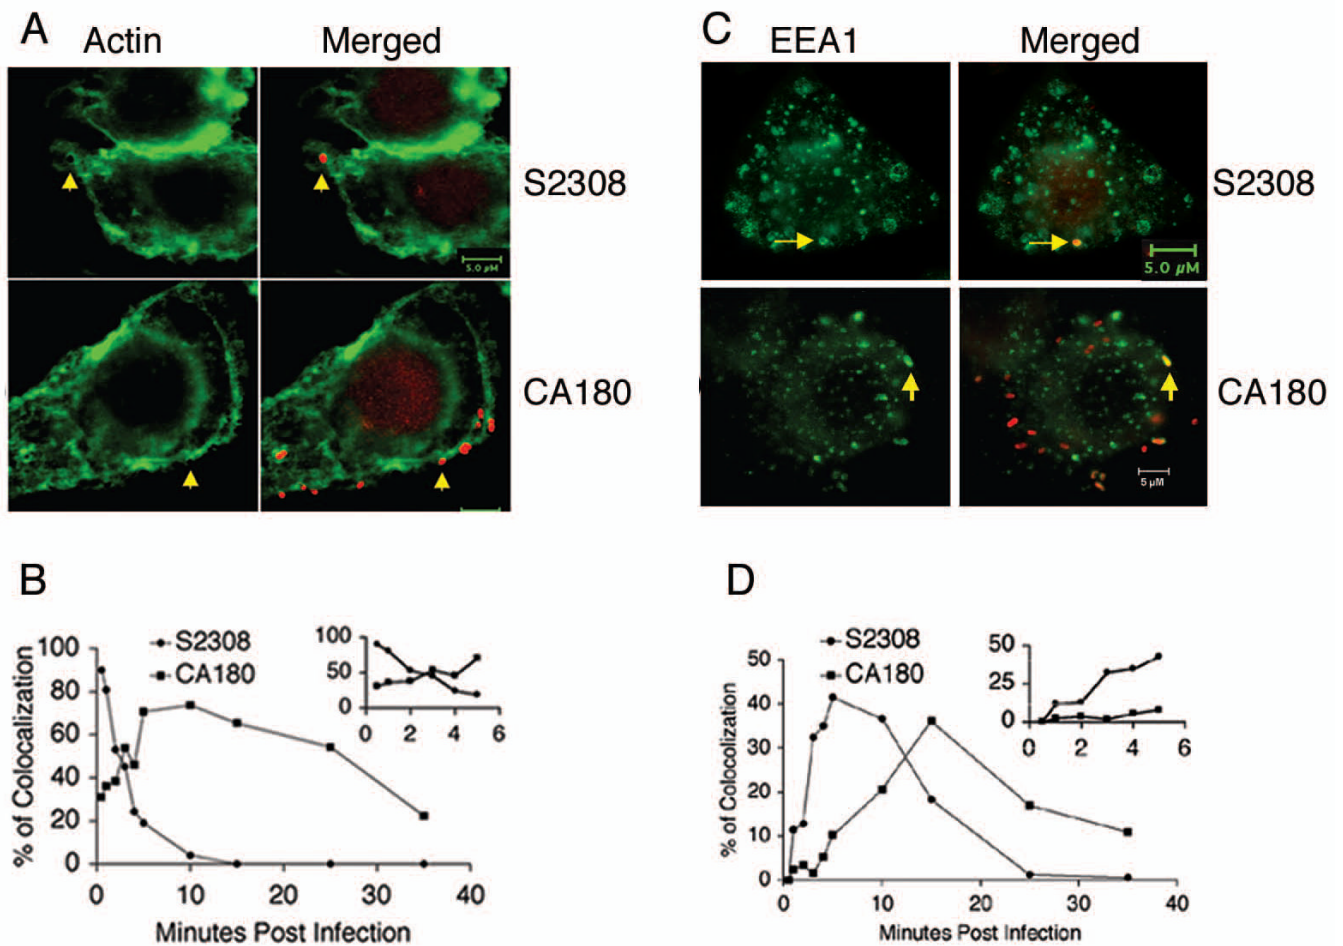 A
Actin
Merged
S2308
5.0 µM
CA180
C
EEA1
Merged
S2308
5.0 µM
CA180
5 µM
B
% of Colocalization
100
80
60
40
20
0
S2308
CA180
100
50
0
0 2 4 6
0 10 20 30 40
Minutes Post Infection
D
% of Colocolization
50
40
30
20
10
0
S2308
CA180
50
25
0
0 2 4 6
0 10 20 30 40
Minutes Post Infection